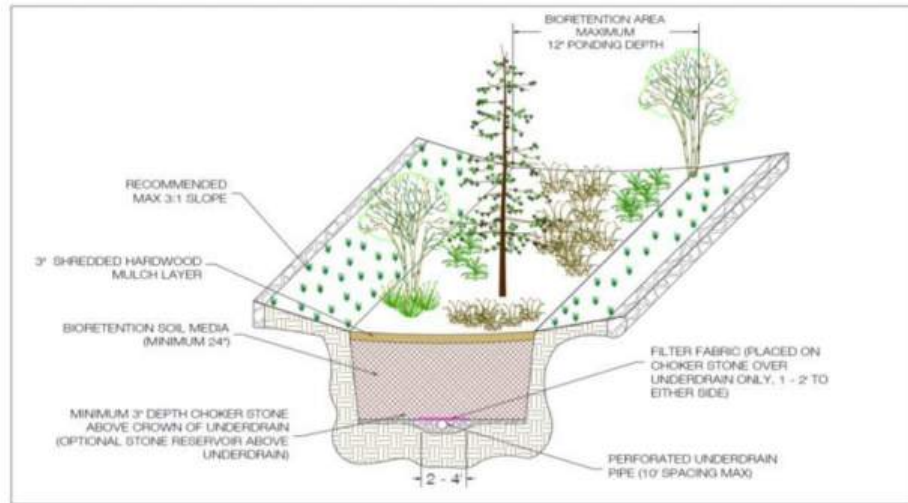 BIORETENTION AREA
MAXIMUM
12" PONDING DEPTH
RECOMMENDED
MAX 3:1 SLOPE
3" SHREDDED HARDWOOD
MULCH LAYER
BIORETENTION SOIL MEDIA
(MINIMUM 24")
MINIMUM 3" DEPTH CHOKER STONE
ABOVE CROWN OF UNDERDRAIN
(OPTIONAL STONE RESERVOIR ABOVE
UNDERDRAIN)
FILTER FABRIC (PLACED ON
CHOKER STONE OVER
UNDERDRAIN ONLY, 1 - 2' TO
EITHER SIDE)
PERFORATED UNDERDRAIN
PIPE (10' SPACING MAX)
2 - 4'